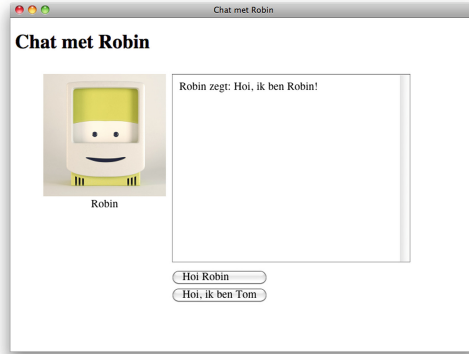 Chat met Robin
Chat met Robin
Robin zegt: Hoi, ik ben Robin!
Robin
Hoi Robin
Hoi, ik ben Tom